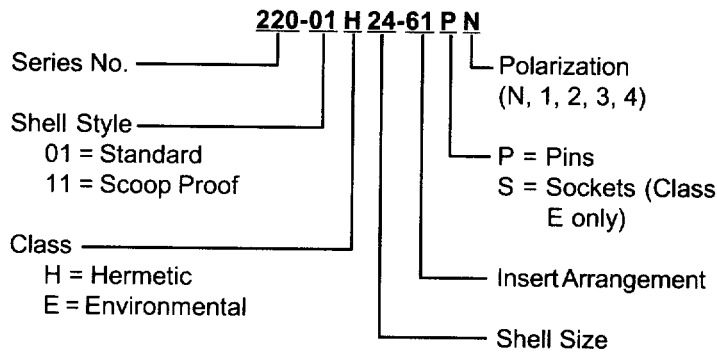 220-01 H 24-61 P N
Series No.
Shell Style
01 = Standard
11 = Scoop Proof
Class
H = Hermetic
E = Environmental
Polarization
(N, 1, 2, 3, 4)
P = Pins
S = Sockets (Class
E only)
Insert Arrangement
Shell Size